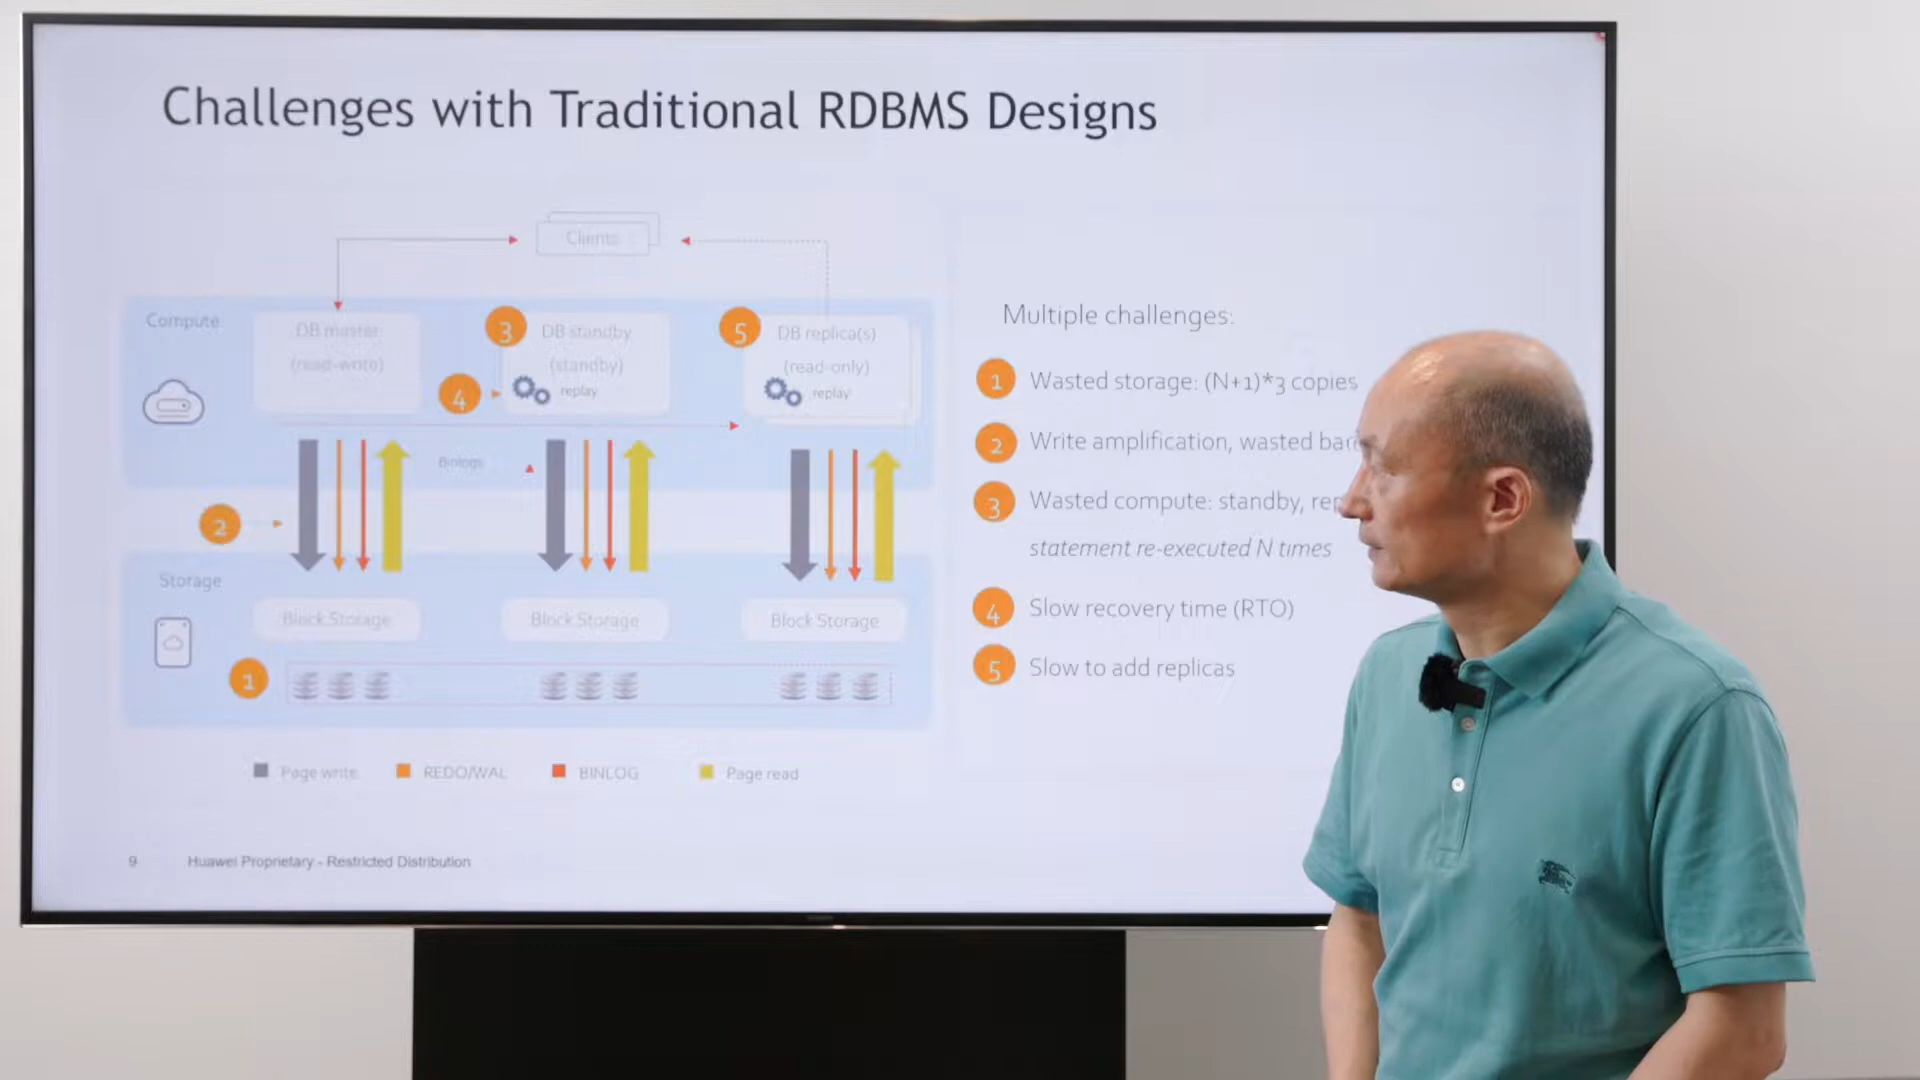 Challenges with Traditional RDBMS Designs
Clients
Compute
3
DB master
(read-write)
DB standby
(standby)
replay
5
DB replica(s)
(read-only)
replay
4
Binlogs
2
Storage
Block Storage
Block Storage
Block Storage
1
Page write
REDO/WAL
BINLOG
Page read
Multiple challenges:
1 Wasted storage: (N+1)*3 copies
2 Write amplification, wasted
3 Wasted compute: standby,
statement re-executed N times
4 Slow recovery time (RTO)
5 Slow to add replicas
9 Huawei Proprietary - Restricted Distribution